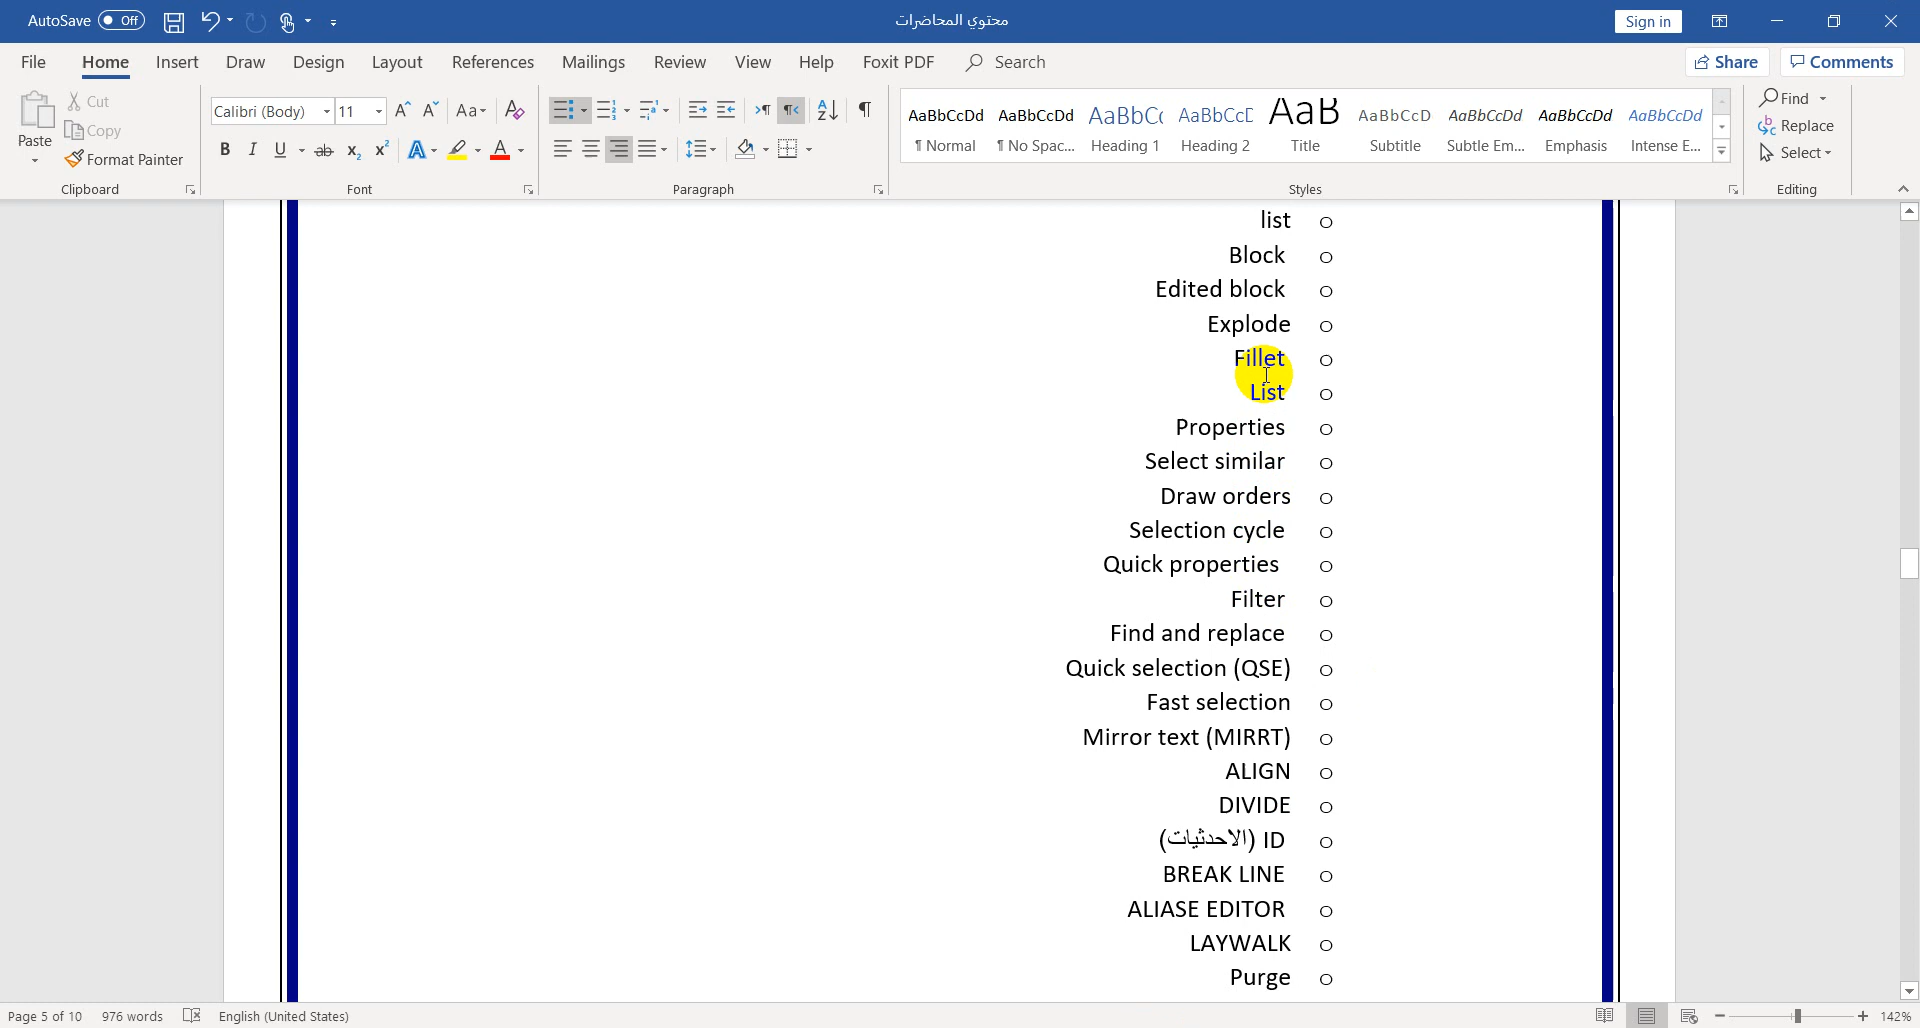 AutoSave Off
محتوي المحاضرات
Sign in
File Home Insert Draw Design Layout References Mailings Review View Help Foxit PDF Search
Share Comments
Paste
Cut
Copy
Format Painter
Clipboard
Calibri (Body) 11
Font
Paragraph
AaBbCcDd AaBbCcDd AaBbC AaBbCcC AaB AaBbCcD AaBbCcDd AaBbCcDd AaBbCcDd
¶ Normal ¶ No Spac... Heading 1 Heading 2 Title Subtitle Subtle Em... Emphasis Intense E...
Styles
Find
Replace
Select
Editing
list
Block
Edited block
Explode
Fillet
List
Properties
Select similar
Draw orders
Selection cycle
Quick properties
Filter
Find and replace
Quick selection (QSE)
Fast selection
Mirror text (MIRRT)
ALIGN
DIVIDE
ID (الاحدثيات)
BREAK LINE
ALIASE EDITOR
LAYWALK
Purge
Page 5 of 10 976 words English (United States) 142%